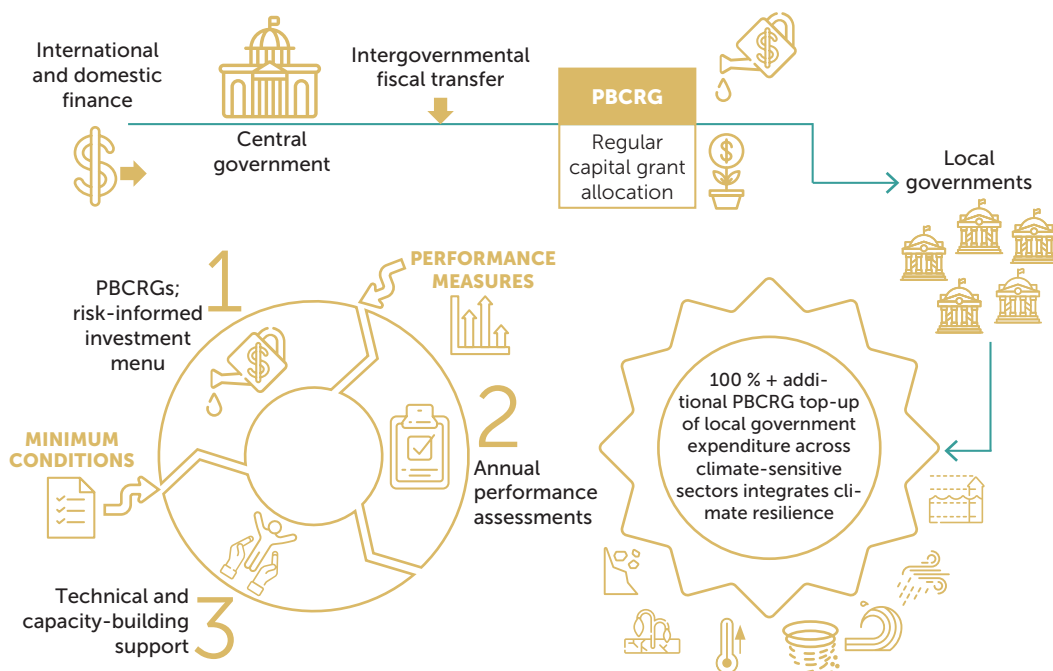 International
and domestic
finance
Central
government
Intergovernmental
fiscal transfer
PBCRG
Regular
capital grant
allocation
Local
governments
1
PBCRGs;
risk-informed
investment
menu
PERFORMANCE
MEASURES
2
Annual
performance
assessments
MINIMUM
CONDITIONS
3
Technical and
capacity-building
support
100 % + addi-
tional PBCRG top-up
of local government
expenditure across
climate-sensitive
sectors integrates cli-
mate resilience